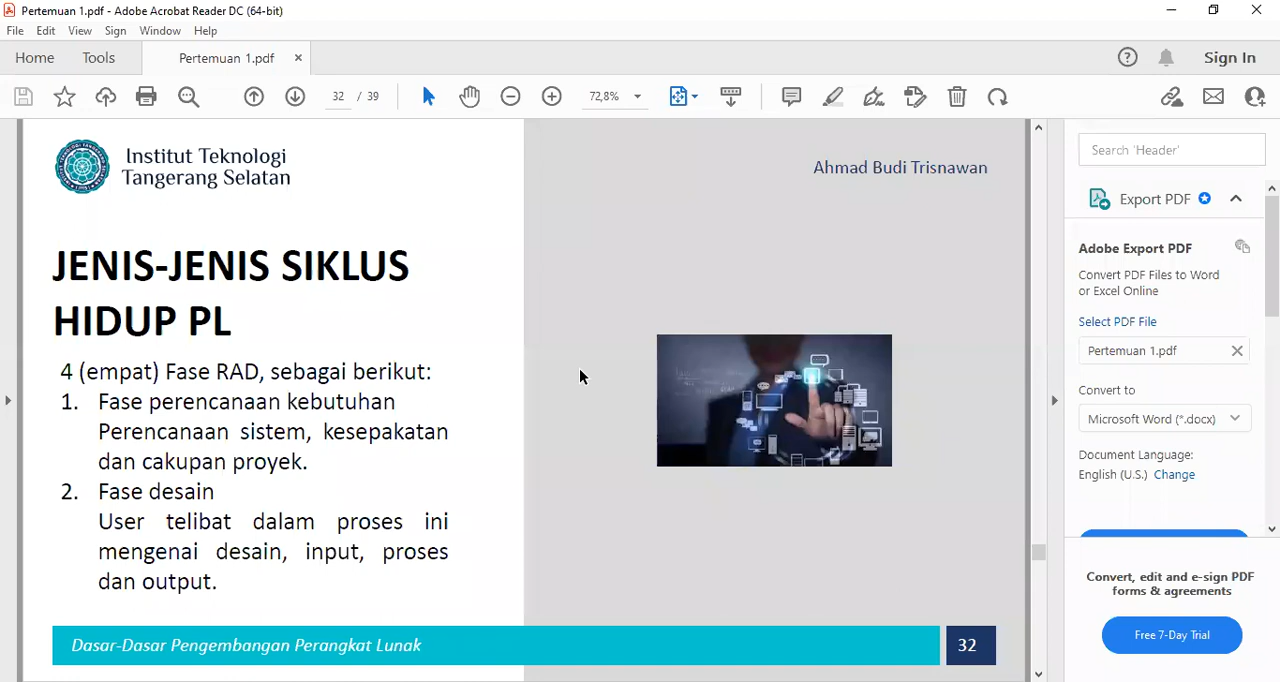 Pertemuan 1.pdf - Adobe Acrobat Reader DC (64-bit)
File Edit View Sign Window Help
Home Tools Pertemuan 1.pdf ×
Sign In
32 / 39
72,8%
Institut Teknologi
Tangerang Selatan
Ahmad Budi Trisnawan
JENIS-JENIS SIKLUS
HIDUP PL
4 (empat) Fase RAD, sebagai berikut:
1. Fase perencanaan kebutuhan
Perencanaan sistem, kesepakatan
dan cakupan proyek.
2. Fase desain
User telibat dalam proses ini
mengenai desain, input, proses
dan output.
Dasar-Dasar Pengembangan Perangkat Lunak
32
Search 'Header'
Export PDF
Adobe Export PDF
Convert PDF Files to Word
or Excel Online
Select PDF File
Pertemuan 1.pdf
Convert to
Microsoft Word (*.docx)
Document Language:
English (U.S.) Change
Convert, edit and e-sign PDF
forms & agreements
Free 7-Day Trial